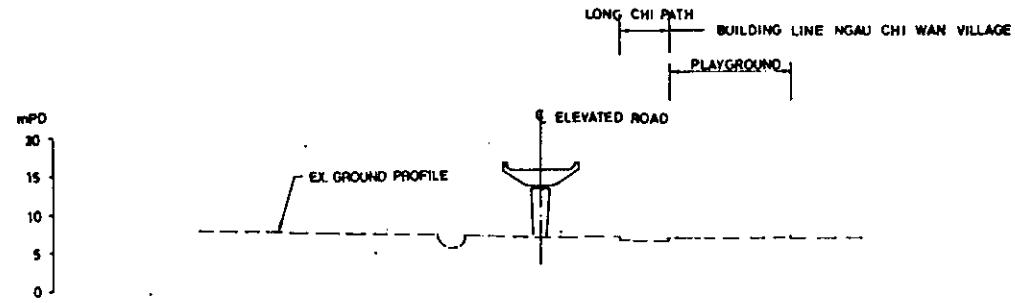 LONG CHI PATH
BUILDING LINE NGAU CHI WAN VILLAGE
PLAYGROUND
mPD
℄ ELEVATED ROAD
20
15
EX. GROUND PROFILE
10
5
0